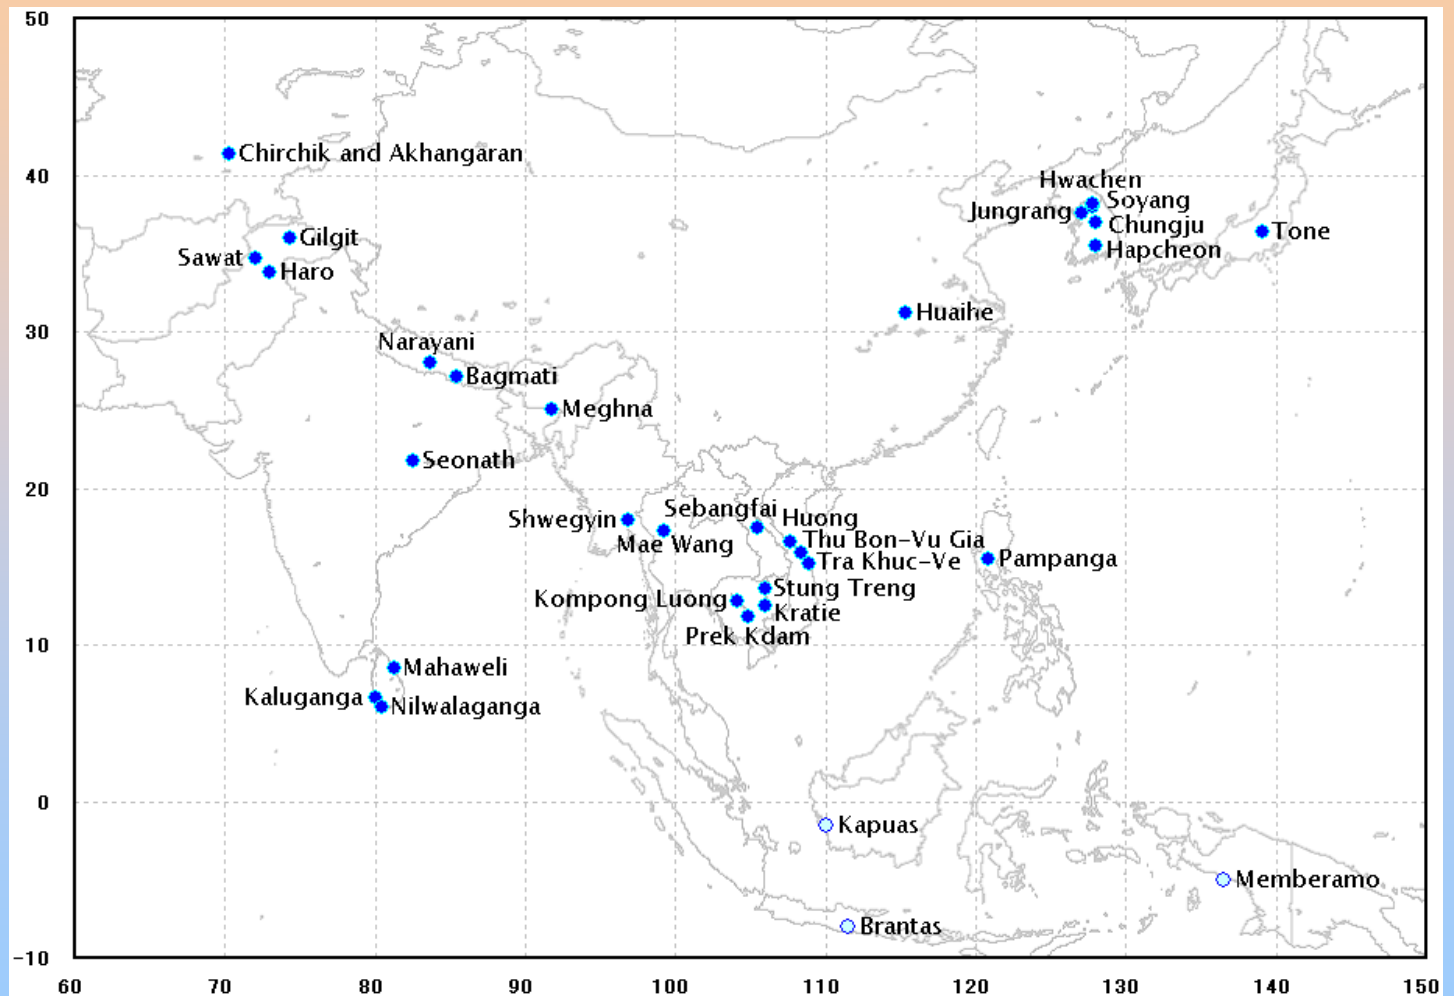 50
Chirchik and Akhangaran
40
Hwachen
Soyang
Jungrang
Chungju
Tone
Gilgit
Hapcheon
Sawat
Haro
Huaihe
30
Narayani
Bagmati
Meghna
Seonath
20
Sebangfai
Shwegyin
Huong
Thu Bon-Vu Gia
Mae Wang
Pampanga
Tra Khuc-Ve
Stung Treng
Kompong Luong
Kratie
Prek Kdam
10
Mahaweli
Kaluganga
Nilwalaganga
0
Kapuas
Memberamo
Brantas
-10
60 70 80 90 100 110 120 130 140 150